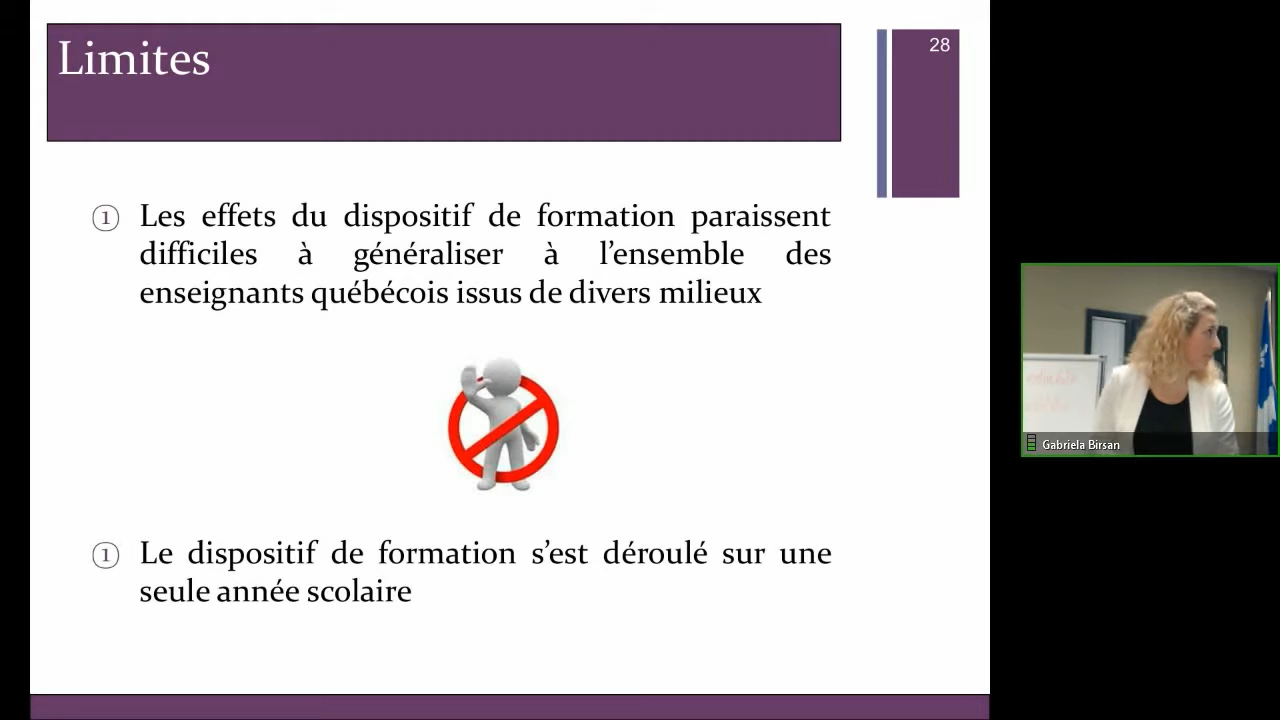 Limites
28
① Les effets du dispositif de formation paraissent
difficiles à généraliser à l’ensemble des
enseignants québécois issus de divers milieux
① Le dispositif de formation s’est déroulé sur une
seule année scolaire
Gabriela Birsan